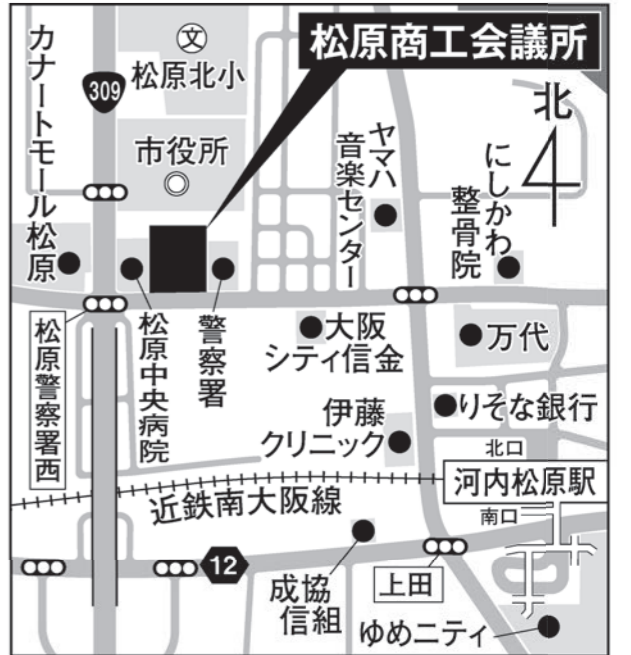 松原商工会議所
カナートモール松原
309
文
松原北小
市役所
北
ヤマハ
音楽センター
にしかわ
整骨院
松原警察署西
松原中央病院
警察署
大阪
シティ信金
万代
りそな銀行
伊藤
クリニック
北口
河内松原駅
南口
近鉄南大阪線
12
成協
信組
上田
ゆめニティ